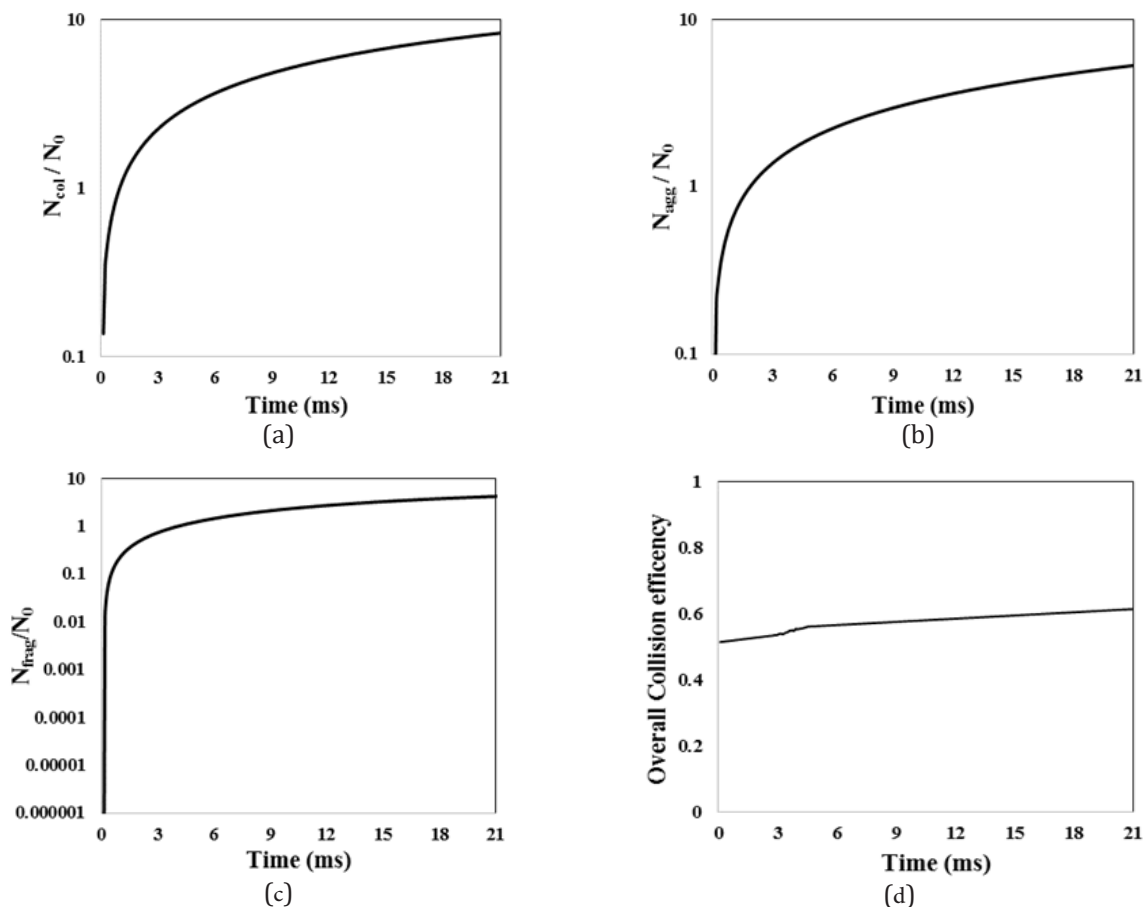 10
1
0.1
N_col / N_0
0 3 6 9 12 15 18 21
Time (ms)
(a)
10
1
0.1
N_agg / N_0
0 3 6 9 12 15 18 21
Time (ms)
(b)
10
1
0.1
0.01
0.001
0.0001
0.00001
0.000001
N_frag/N_0
0 3 6 9 12 15 18 21
Time (ms)
(c)
1
0.8
0.6
0.4
0.2
0
Overall Collision efficency
0 3 6 9 12 15 18 21
Time (ms)
(d)